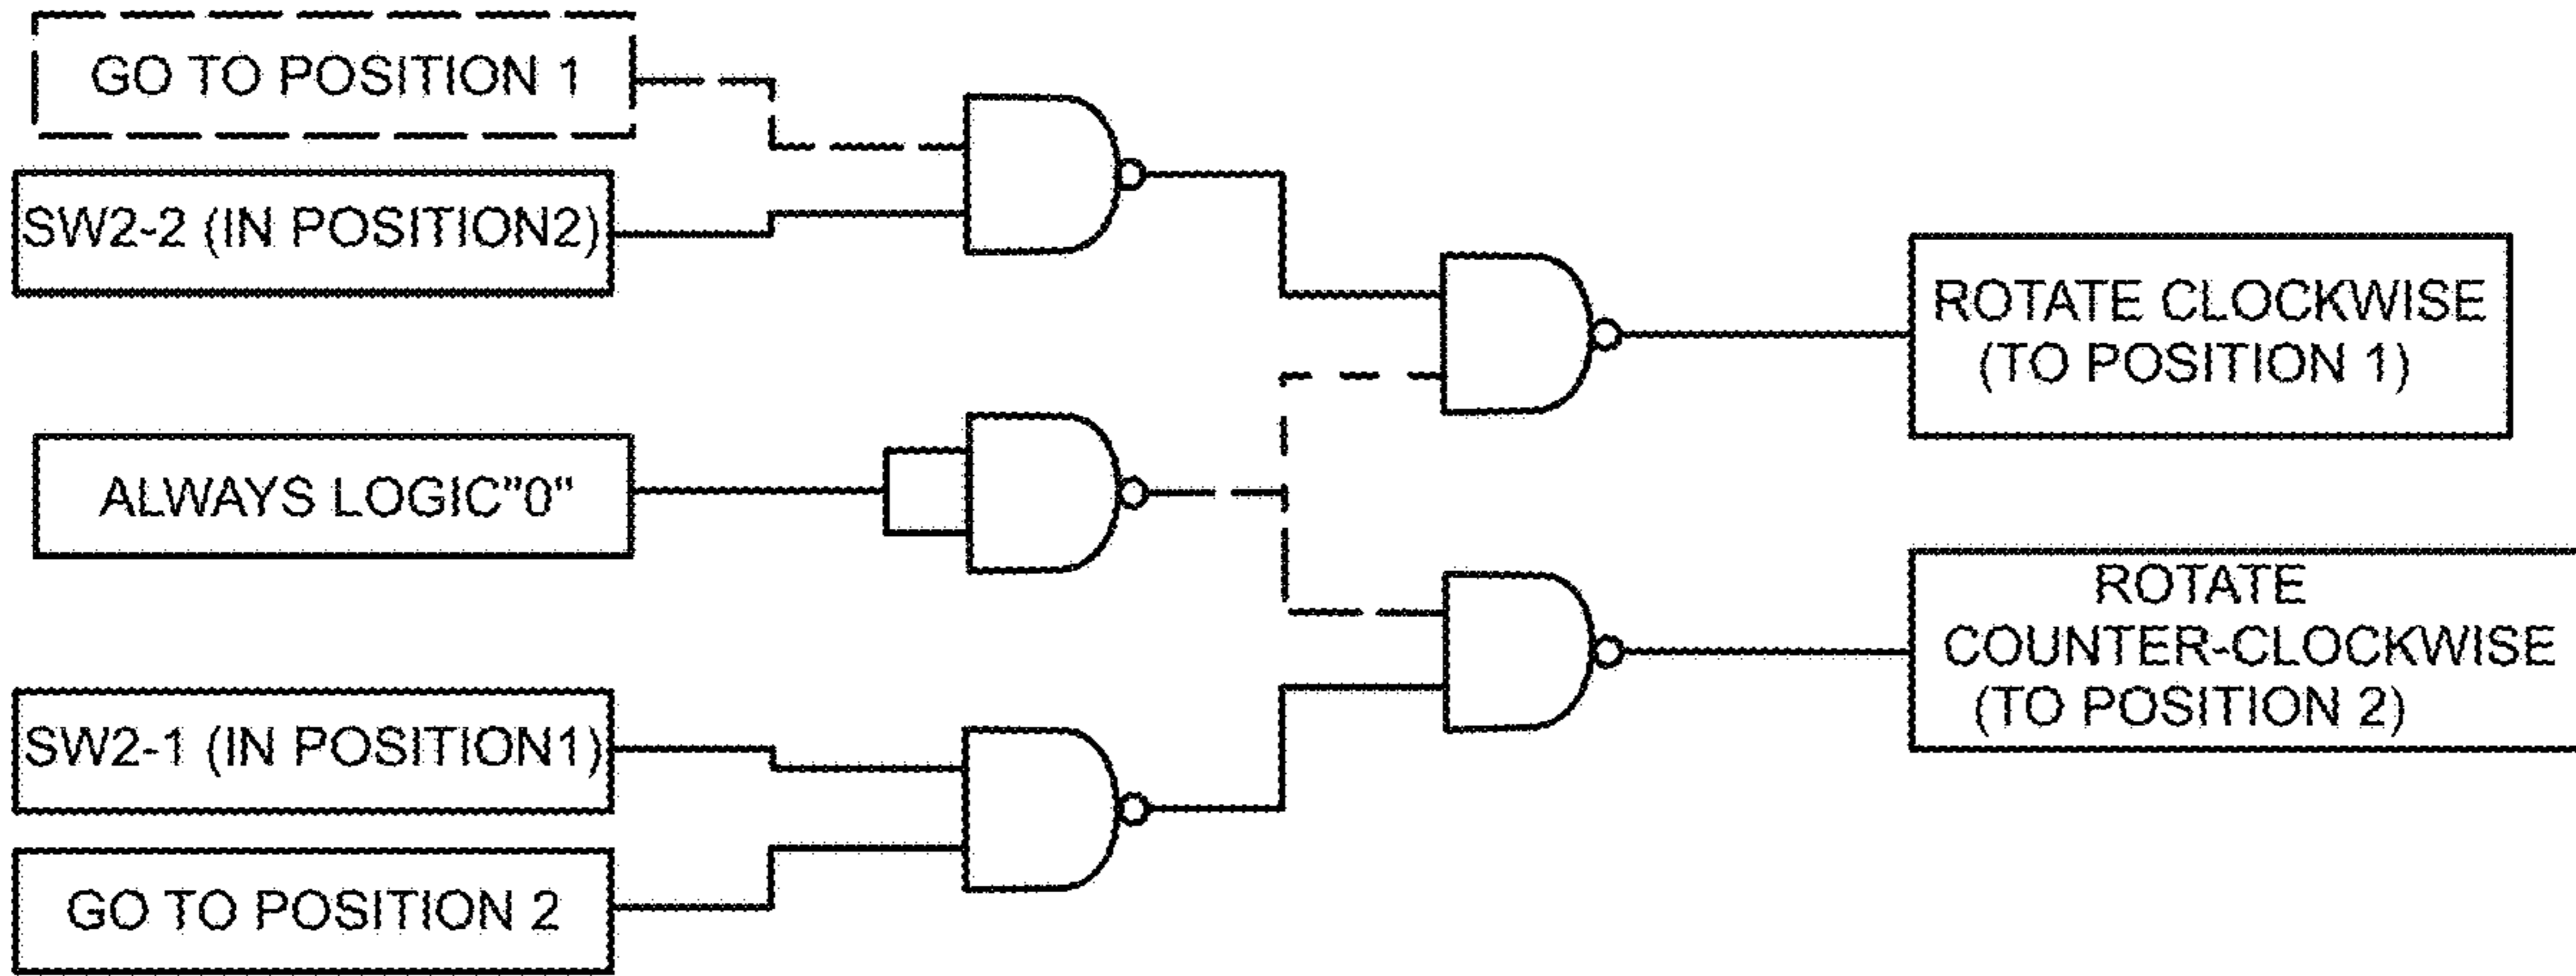 GO TO POSITION 1
SW2-2 (IN POSITION2)
ROTATE CLOCKWISE
(TO POSITION 1)
ALWAYS LOGIC"0"
ROTATE
COUNTER-CLOCKWISE
(TO POSITION 2)
SW2-1 (IN POSITION1)
GO TO POSITION 2